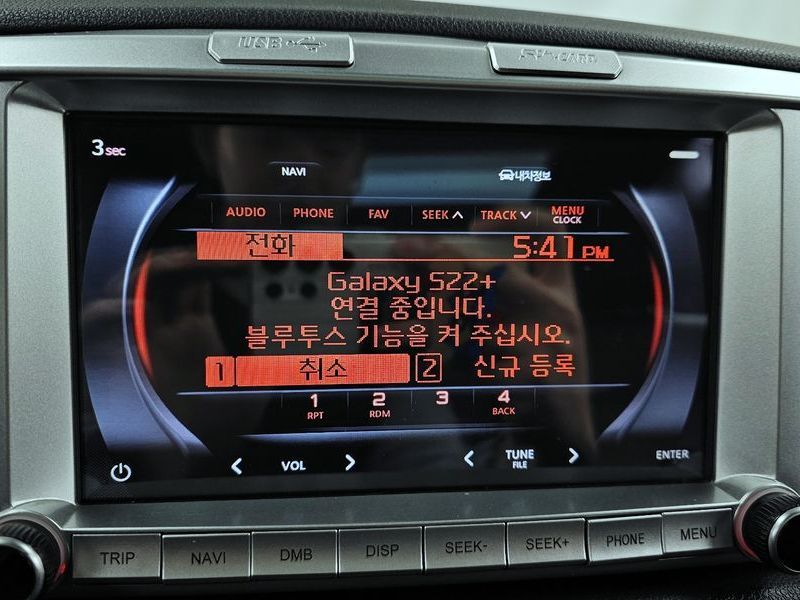 USB
3 sec
NAVI
내차정보
AUDIO PHONE FAV SEEK TRACK MENU
CLOCK
전화 5:41 PM
Galaxy S22+
연결 중입니다.
블루투스 기능을 켜 주십시오.
1 취소 2 신규 등록
1 2 3 4
RPT RDM BACK
VOL TUNE ENTER
FILE
TRIP NAVI DMB DISP SEEK- SEEK+ PHONE MENU